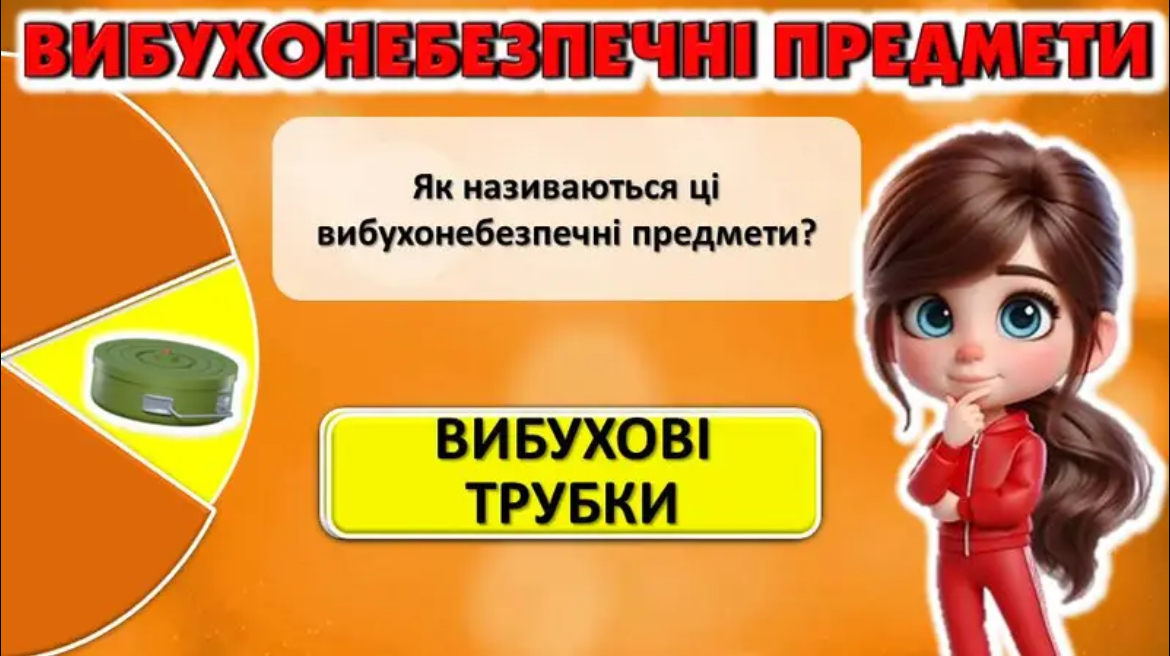 ВИБУХОНЕБЕЗПЕЧНІ ПРЕДМЕТИ
Як називаються ці
вибухонебезпечні предмети?
ВИБУХОВІ
ТРУБКИ